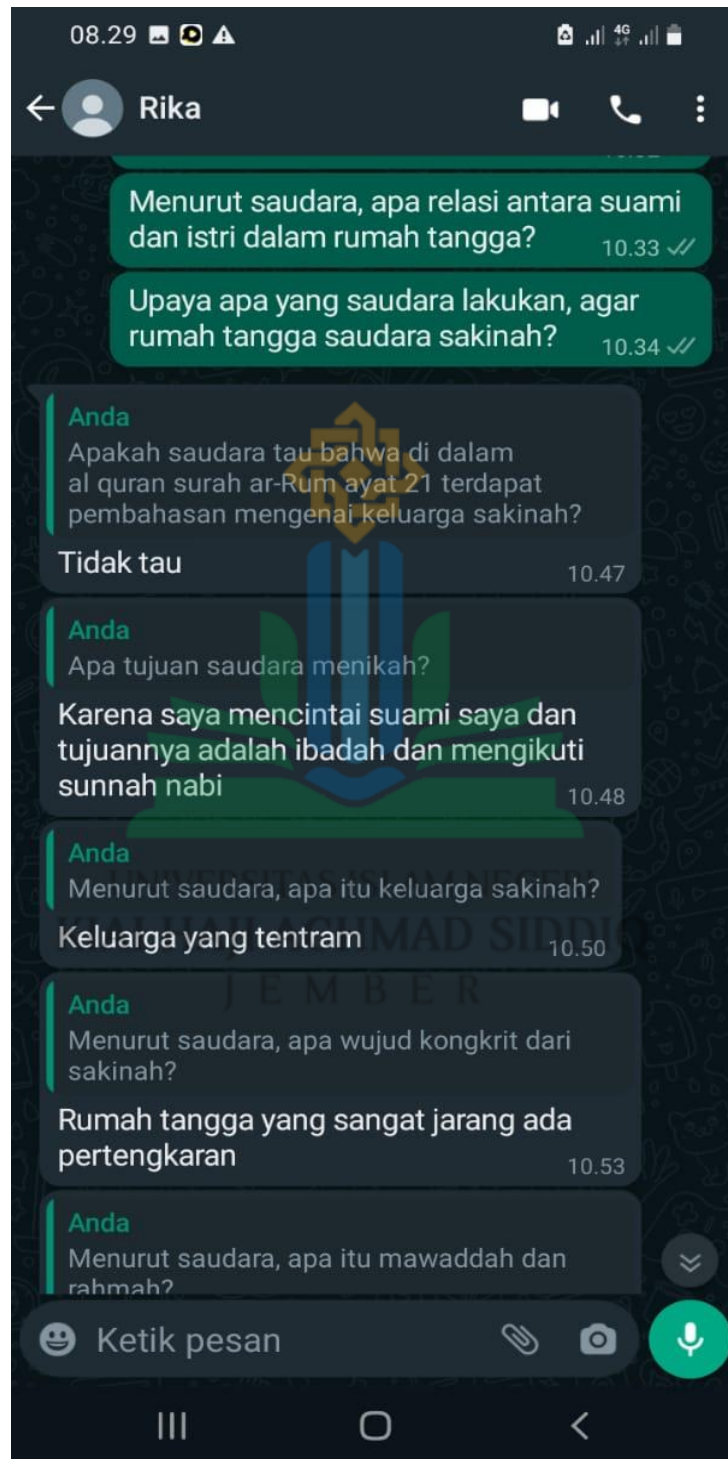 08.29
4G
Rika
Menurut saudara, apa relasi antara suami
dan istri dalam rumah tangga?
10.33
Upaya apa yang saudara lakukan, agar
rumah tangga saudara sakinah?
10.34
Anda
Apakah saudara tau bahwa di dalam
al quran surah ar-Rum ayat 21 terdapat
pembahasan mengenai keluarga sakinah?
Tidak tau
10.47
Anda
Apa tujuan saudara menikah?
Karena saya mencintai suami saya dan
tujuannya adalah ibadah dan mengikuti
sunnah nabi
10.48
Anda
Menurut saudara, apa itu keluarga sakinah?
UNIVERSITAS ISLAM NEGERI
Keluarga yang tentram
10.50
KIAI HAJI ACHMAD SIDDIQ
JEMBER
Anda
Menurut saudara, apa wujud kongkrit dari
sakinah?
Rumah tangga yang sangat jarang ada
pertengkaran
10.53
Anda
Menurut saudara, apa itu mawaddah dan
rahmah?
Ketik pesan